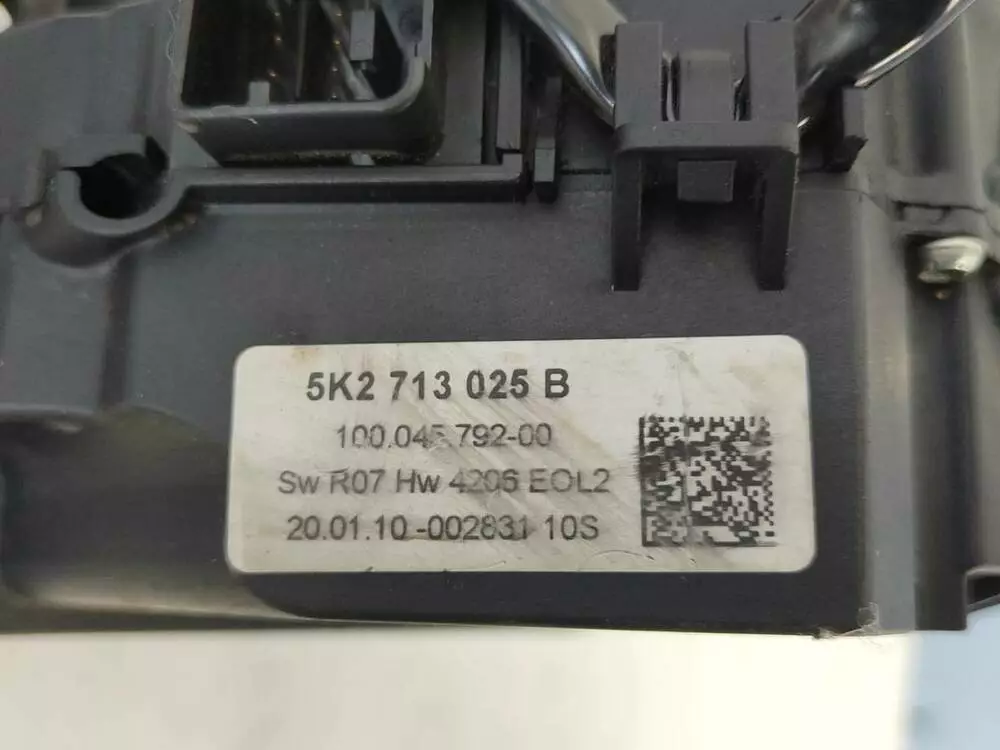 5K2 713 025 B
100.045.792-00
Sw R07 Hw 4206 EOL2
20.01.10-002831 10S